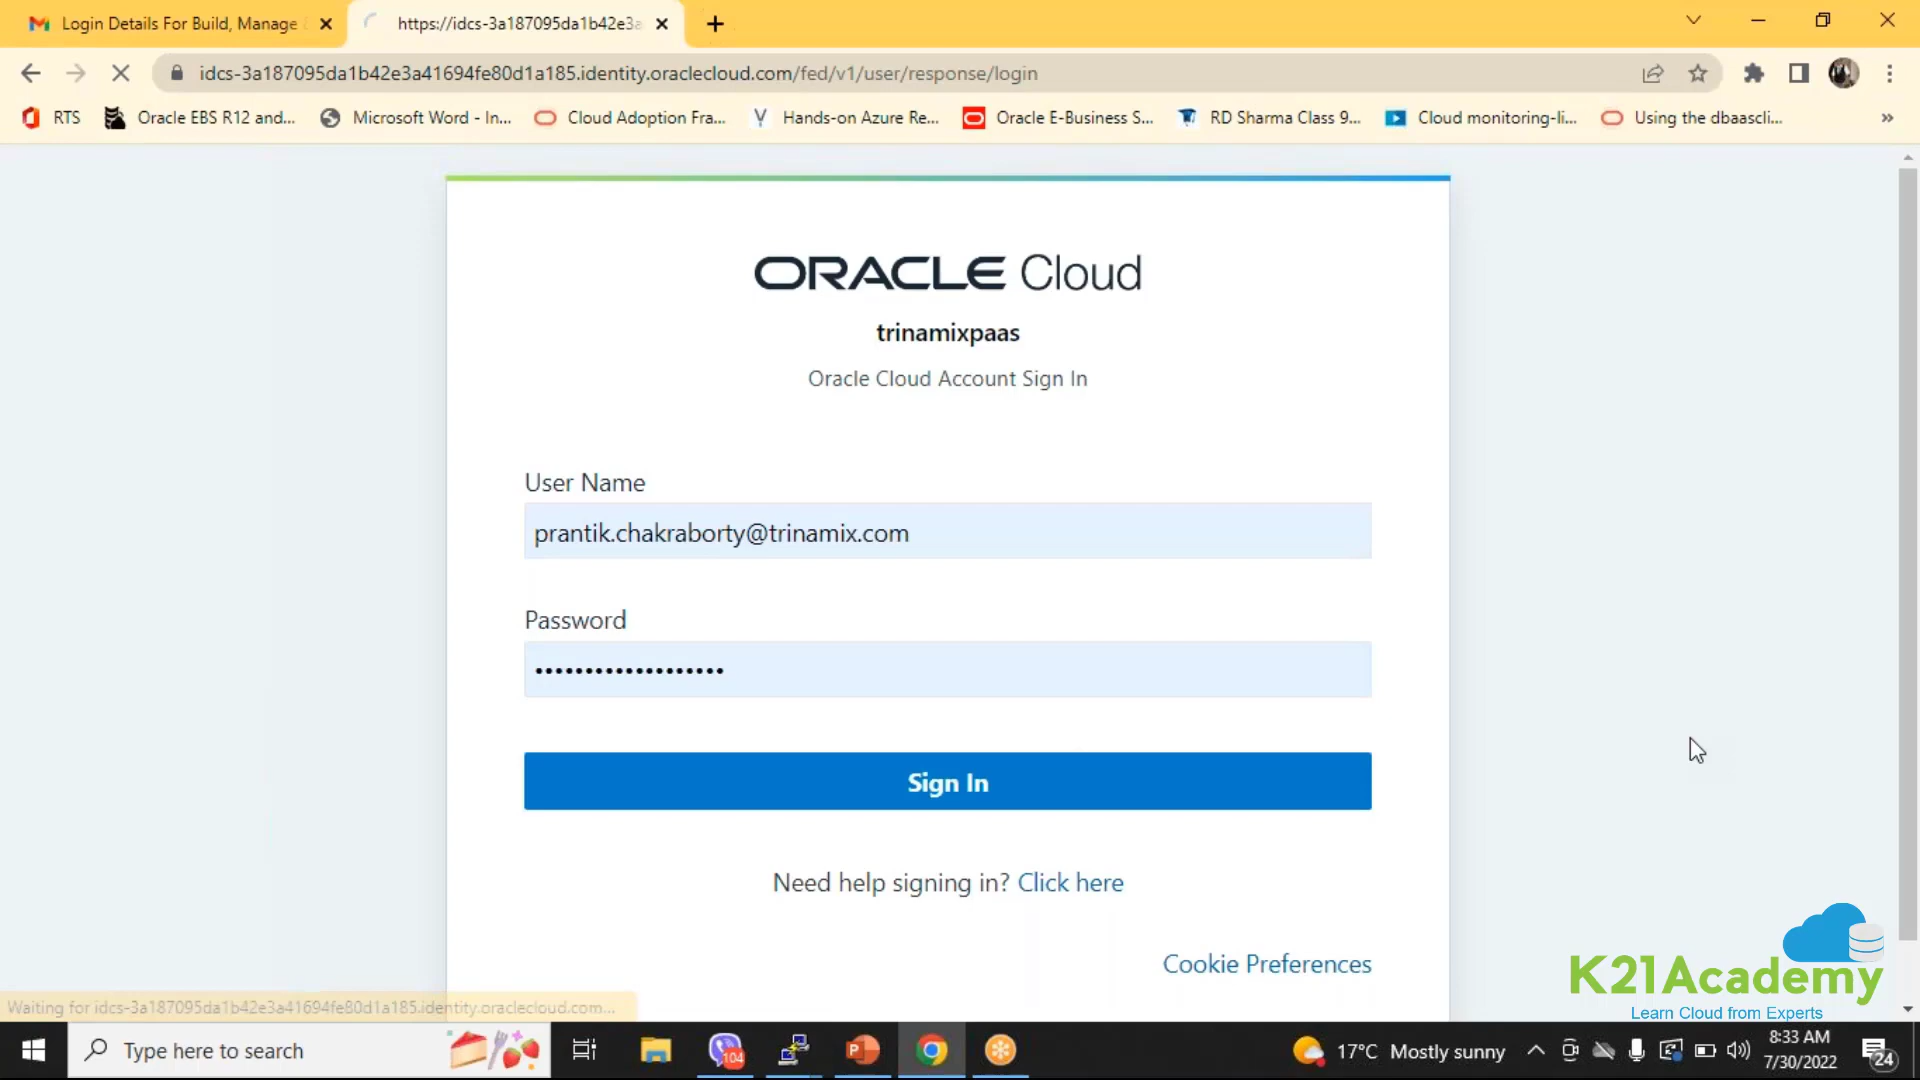 Login Details For Build, Manage
https://idcs-3a187095da1b42e3a
idcs-3a187095da1b42e3a41694fe80d1a185.identity.oraclecloud.com/fed/v1/user/response/login
RTS
Oracle EBS R12 and...
Microsoft Word - In...
Cloud Adoption Fra...
Hands-on Azure Re...
Oracle E-Business S...
RD Sharma Class 9...
Cloud monitoring-li...
Using the dbaascli...
»
ORACLE Cloud
trinamixpaas
Oracle Cloud Account Sign In
User Name
prantik.chakraborty@trinamix.com
Password
•••••••••••••••••••
Sign In
Need help signing in? Click here
Cookie Preferences
K21Academy
Learn Cloud from Experts
Waiting for idcs-3a187095da1b42e3a41694fe80d1a185.identity.oraclecloud.com...
Type here to search
104
17°C Mostly sunny
8:33 AM
7/30/2022
24